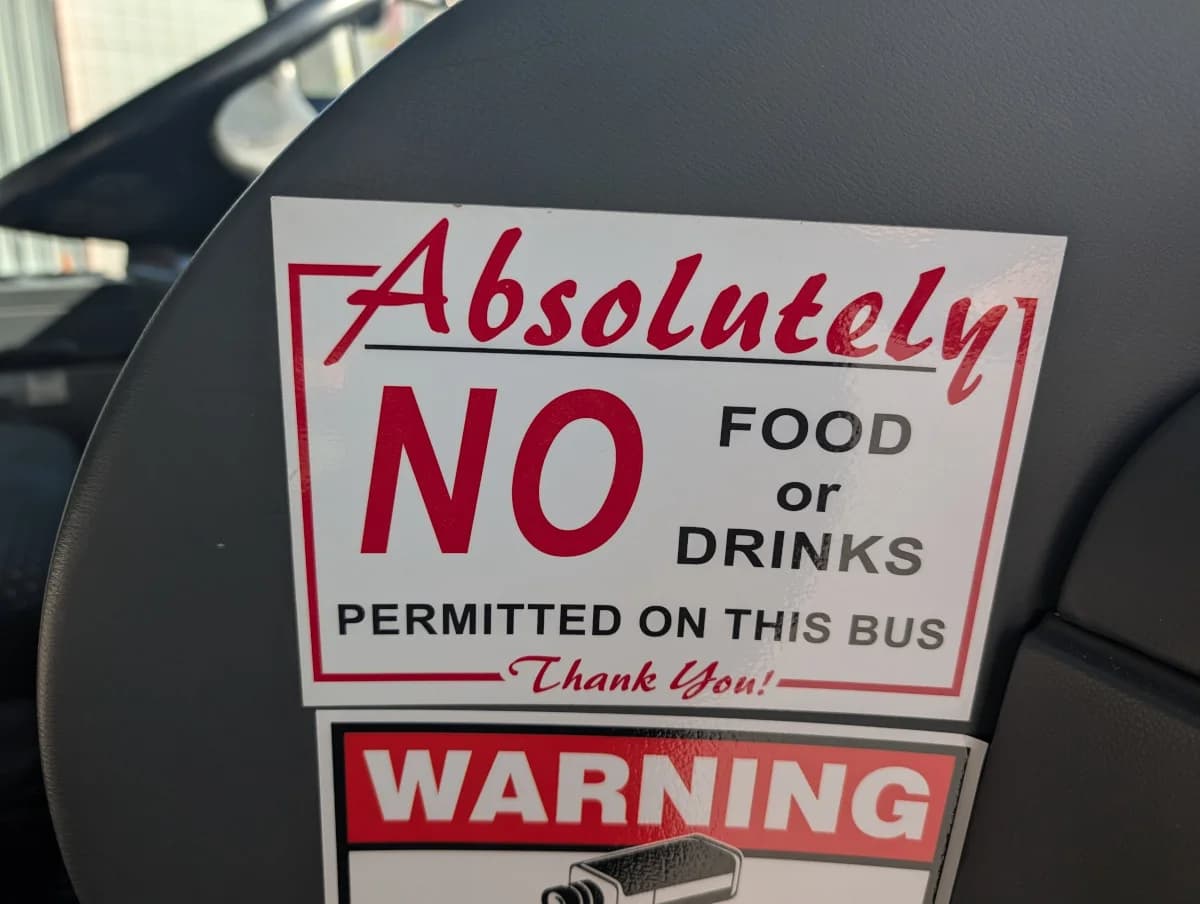 Absolutely
NO FOOD
or
DRINKS
PERMITTED ON THIS BUS
Thank You!
WARNING